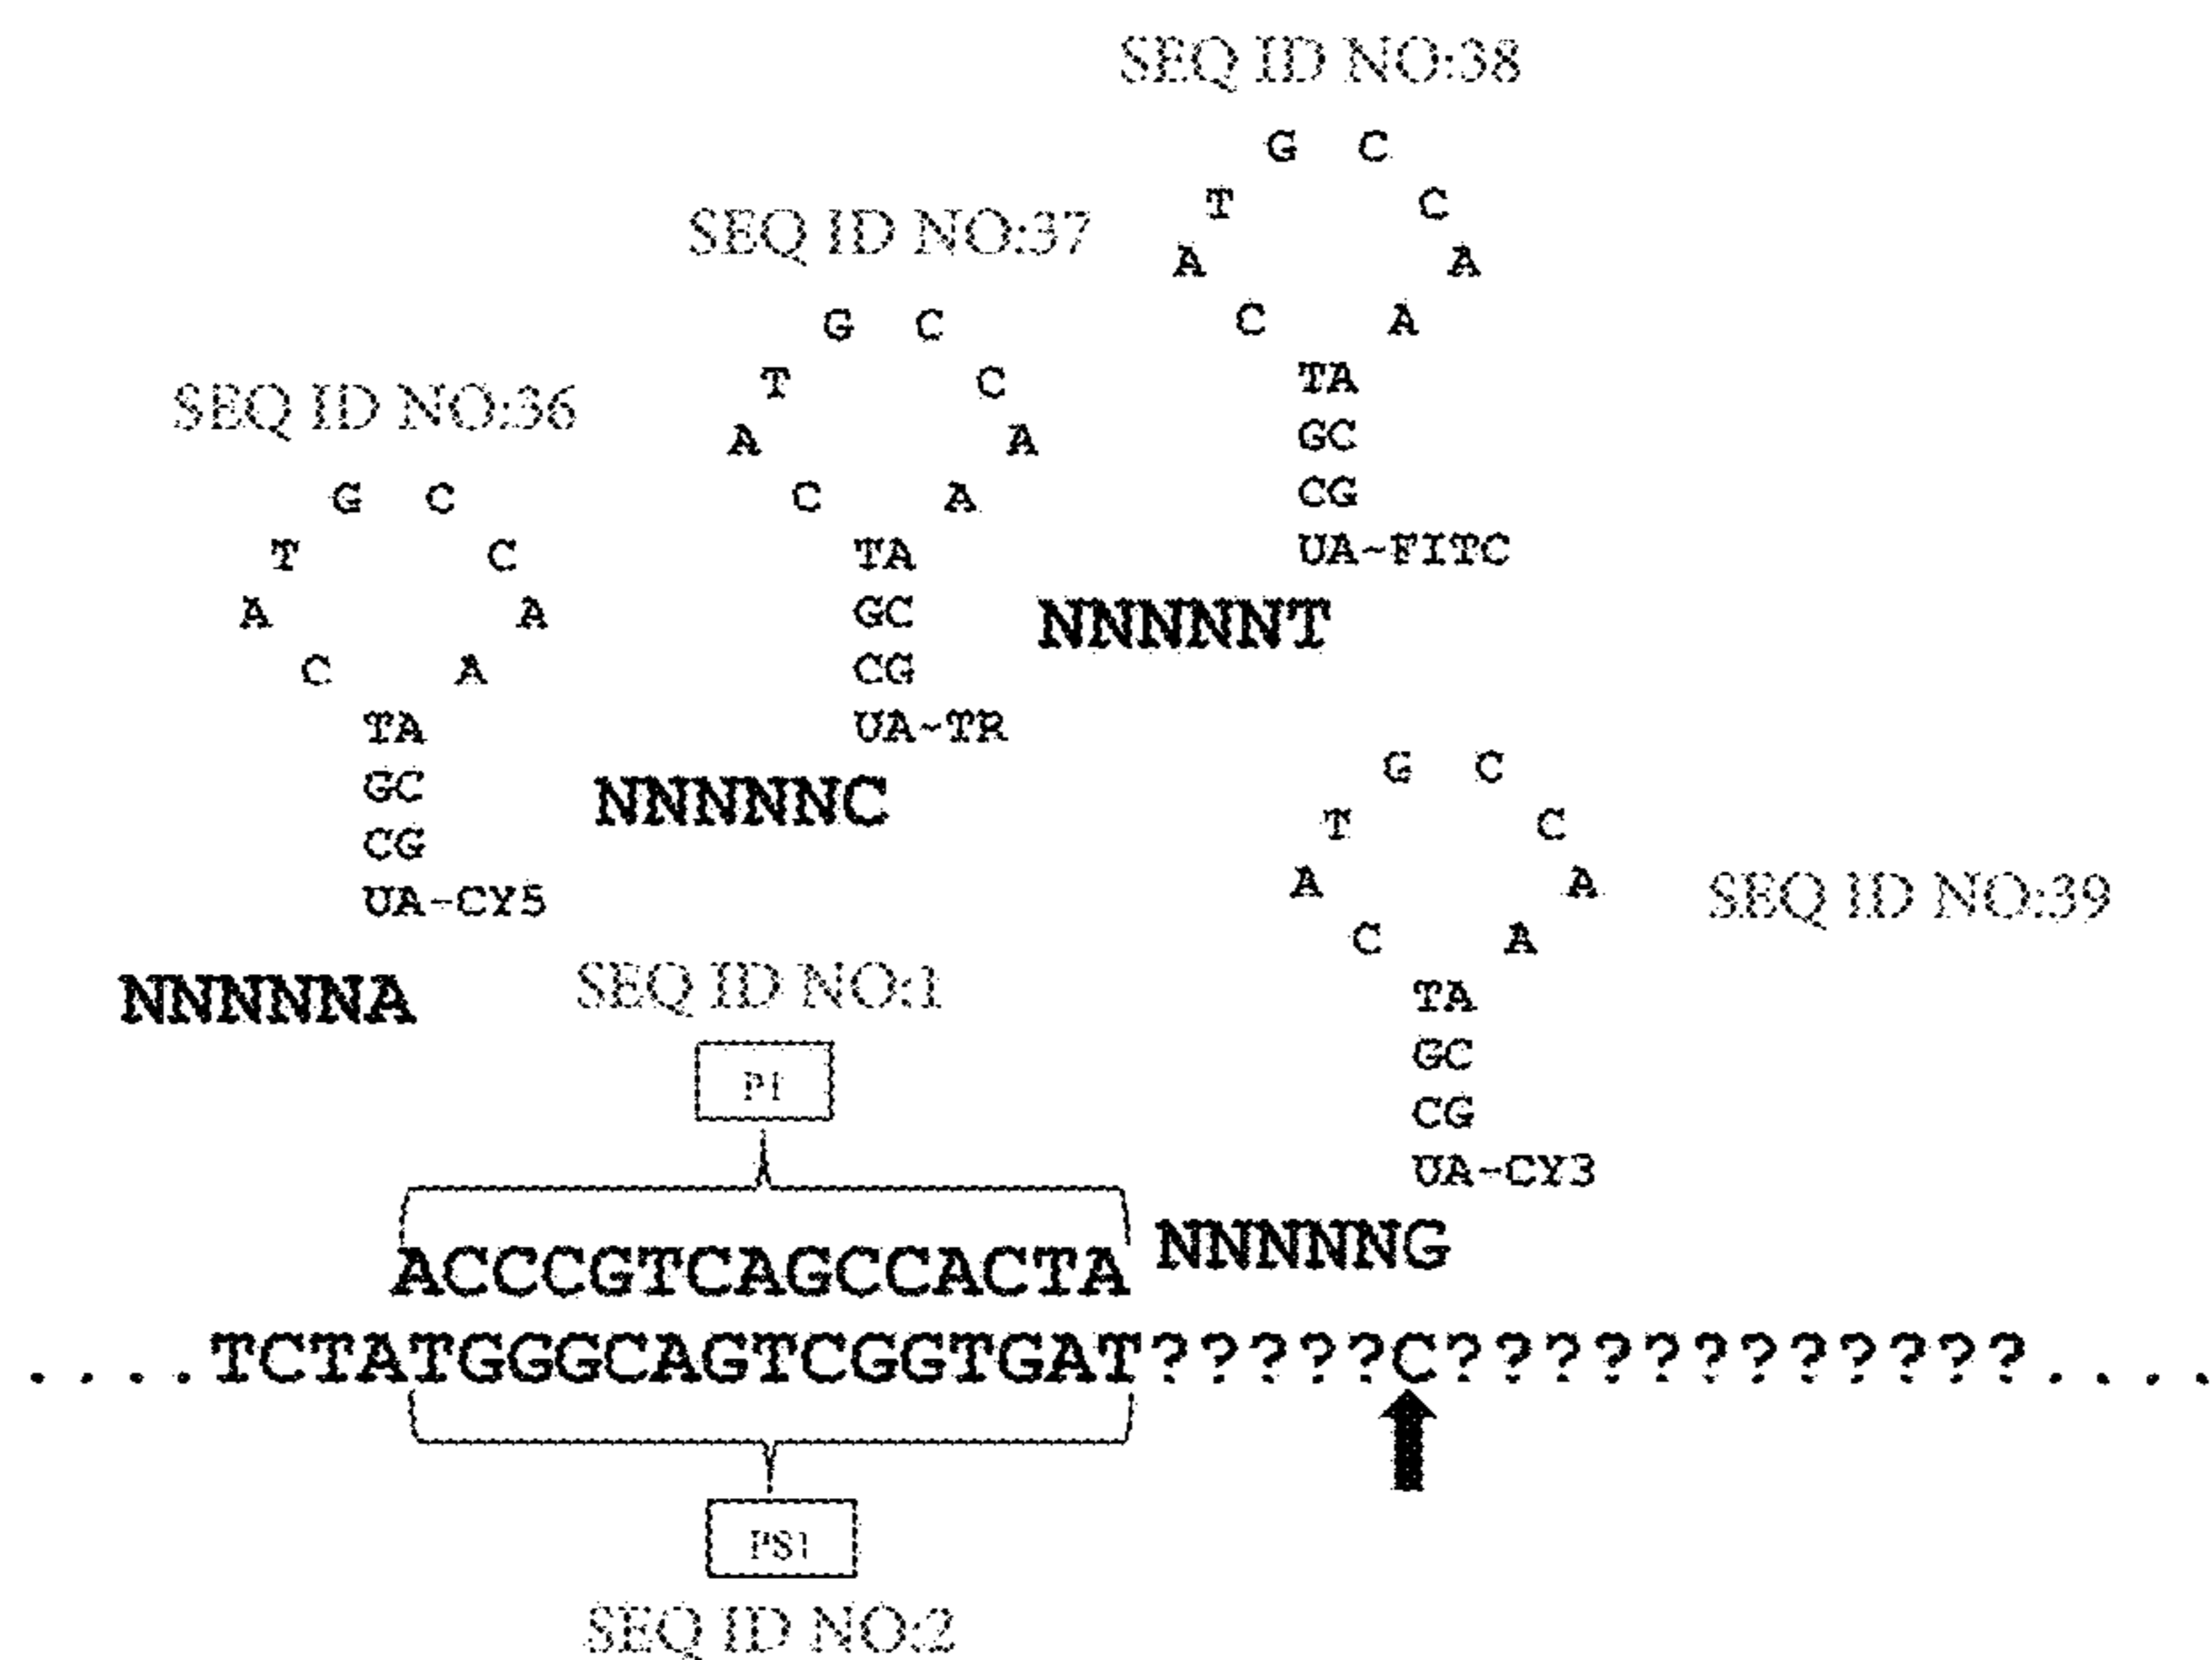 SEQ ID NO:38
G C
T C
A A
C A
TA
GC
CG
UA~FITC
NNNNNT
SEQ ID NO:37
G C
T C
A A
C A
TA
GC
CG
UA~TR
NNNNNC
SEQ ID NO:36
G C
T C
A A
C A
TA
GC
CG
UA-CY5
NNNNNA
SEQ ID NO:39
G C
T C
A A
C A
TA
GC
CG
UA-CY3
NNNNNG
SEQ ID NO:1
P1
ACCCGTCAGCCACTA
....TCTATGGGCAGTCGGTGAT?????C????????????....
PS1
SEQ ID NO:2